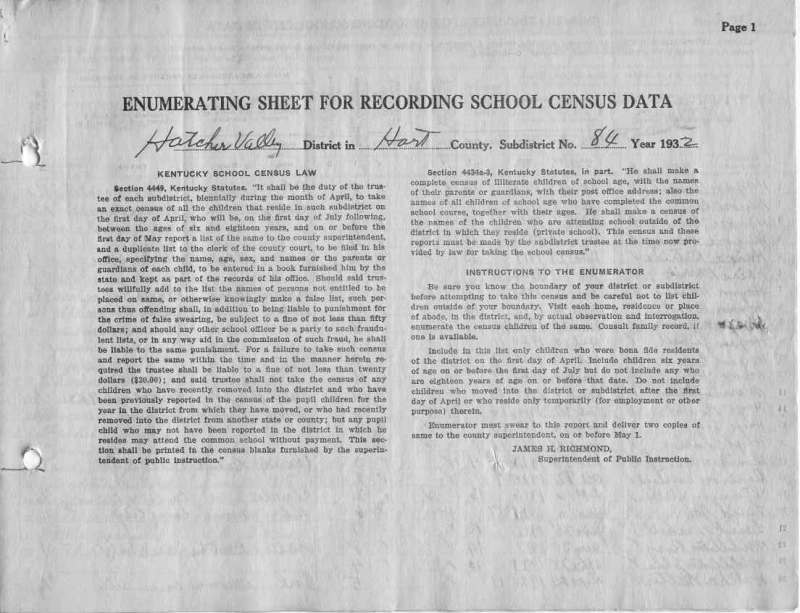 Page 1
ENUMERATING SHEET FOR RECORDING SCHOOL CENSUS DATA
Hatcher Valley District in Hart County. Subdistrict No. 84 Year 1932
KENTUCKY SCHOOL CENSUS LAW
Section 4449, Kentucky Statutes. "It shall be the duty of the trus-
tee of each subdistrict, biennially during the month of April, to take
an exact census of all the children that reside in such subdistrict on
the first day of April, who will be, on the first day of July following,
between the ages of six and eighteen years, and on or before the
first day of May report a list of the same to the county superintendent,
and a duplicate list to the clerk of the county court, to be filed in his
office, specifying the name, age, sex, and names or the parents or
guardians of each child, to be entered in a book furnished him by the
state and kept as part of the records of his office. Should said trus-
tees willfully add to the list the names of persons not entitled to be
placed on same, or otherwise knowingly make a false list, such per-
sons thus offending shall, in addition to being liable to punishment for
the crime of false swearing, be subject to a fine of not less than fifty
dollars; and should any other school officer be a party to such fraudu-
lent lists, or in any way aid in the commission of such fraud, he shall
be liable to the same punishment. For a failure to take such census
and report the same within the time and in the manner herein re-
quired the trustee shall be liable to a fine of not less than twenty
dollars ($20.00); and said trustee shall not take the census of any
children who have recently removed into the district and who have
been previously reported in the census of the pupil children for the
year in the district from which they have moved, or who had recently
removed into the district from another state or county; but any pupil
child who may not have been reported in the district in which he
resides may attend the common school without payment. This sec-
tion shall be printed in the census blanks furnished by the superin-
tendent of public instruction."
Section 4434a-3, Kentucky Statutes, in part. "He shall make a
complete census of illiterate children of school age, with the names
of their parents or guardians, with their post office address; also the
names of all children of school age who have completed the common
school course, together with their ages. He shall make a census of
the names of the children who are attending school outside of the
district in which they reside (private school). This census and these
reports must be made by the subdistrict trustee at the time now pro-
vided by law for taking the school census."
INSTRUCTIONS TO THE ENUMERATOR
Be sure you know the boundary of your district or subdistrict
before attempting to take this census and be careful not to list chil-
dren outside of your boundary. Visit each home, residence or place
of abode, in the district, and, by actual observation and interrogation,
enumerate the census children of the same. Consult family record, if
one is available.
Include in this list only children who were bona fide residents
of the district on the first day of April. Include children six years
of age on or before the first day of July but do not include any who
are eighteen years of age on or before that date. Do not include
children who moved into the district or subdistrict after the first
day of April or who reside only temporarily (for employment or other
purpose) therein.
Enumerator must swear to this report and deliver two copies of
same to the county superintendent, on or before May 1.
JAMES H. RICHMOND,
Superintendent of Public Instruction.